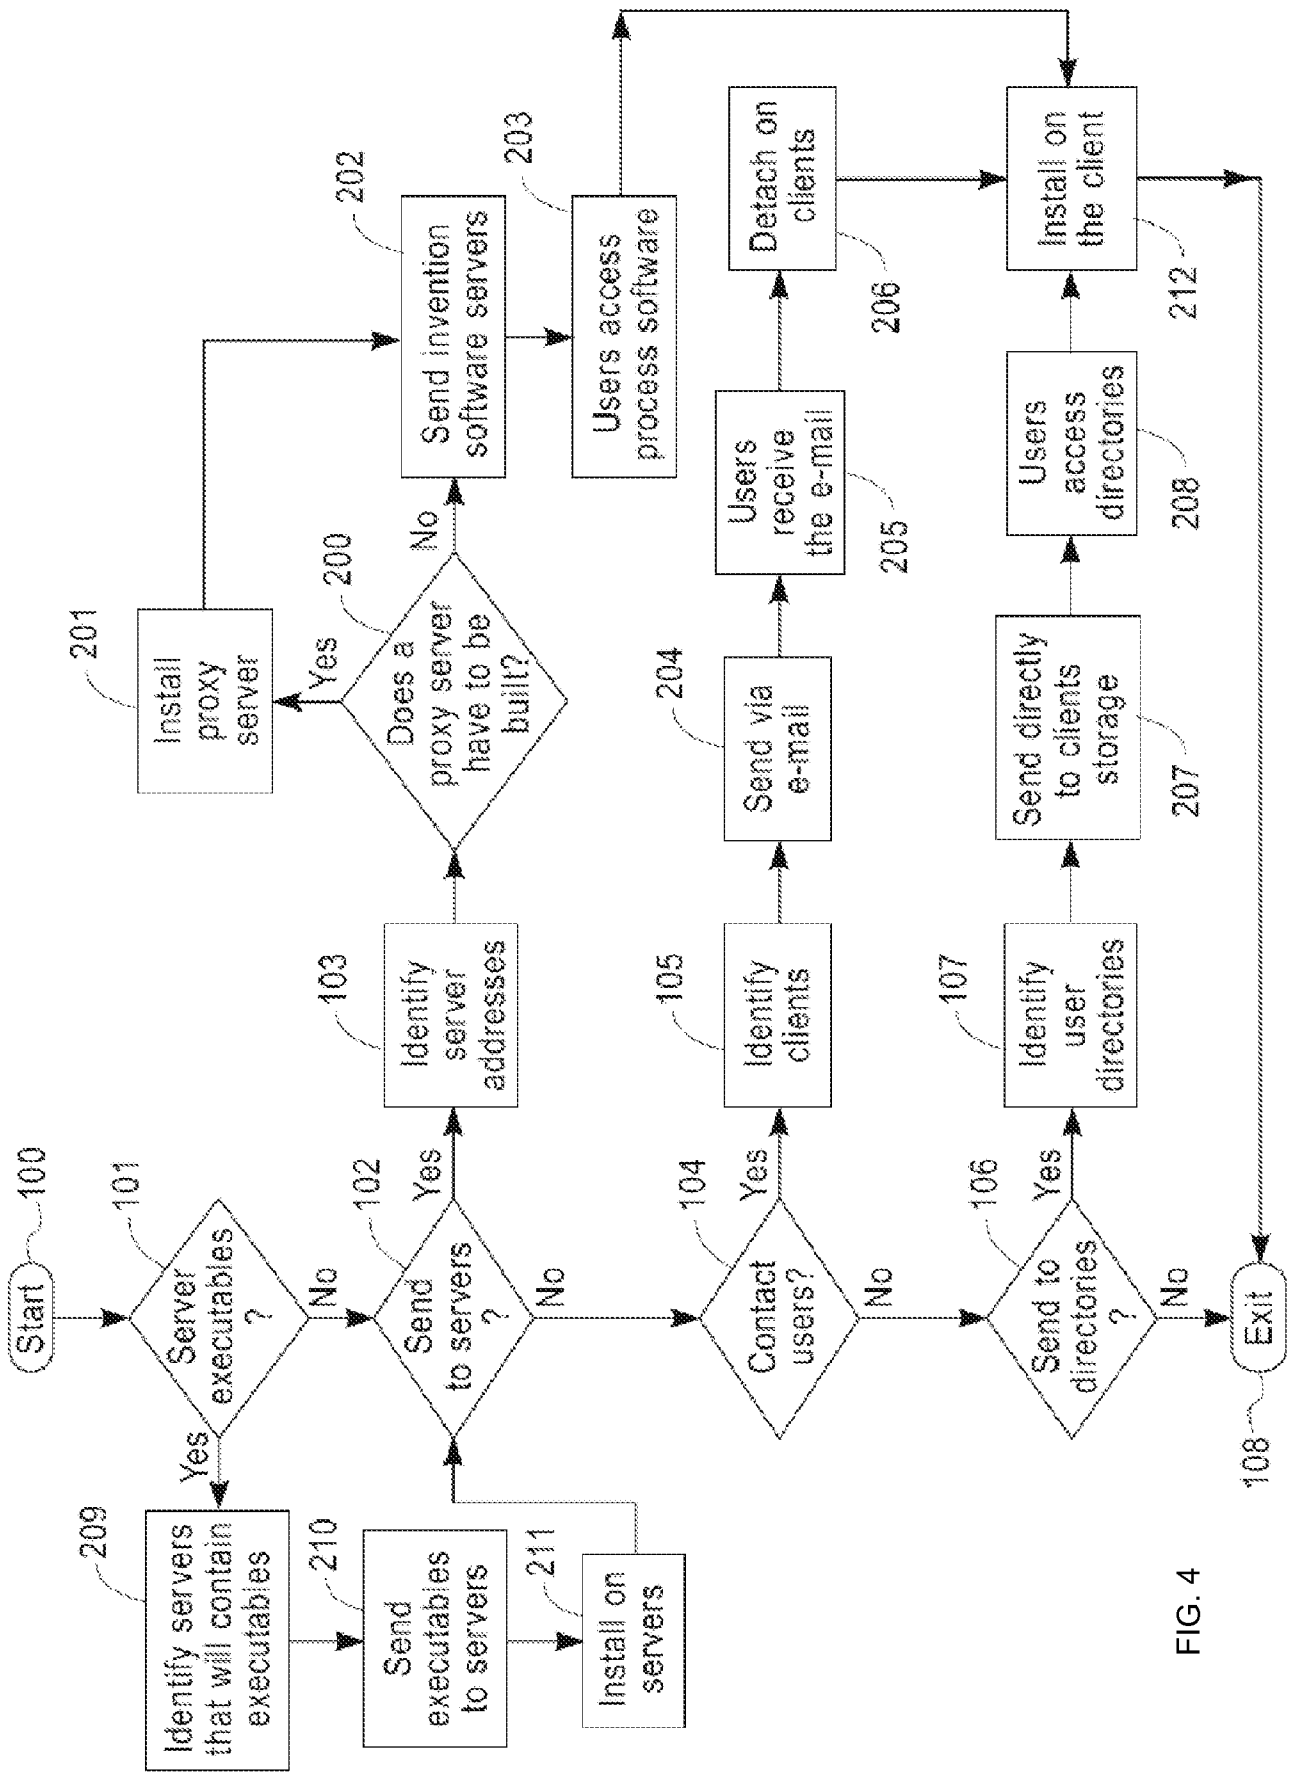 Start
100
Server
executables
?
101
Yes
No
Identify servers
that will contain
executables
209
Send
executables
to servers
210
Install on
servers
211
Send
to servers
?
102
Yes
No
Identify
server
addresses
103
Does a
proxy server
have to be
built?
200
Yes
No
Install
proxy
server
201
Send invention
software servers
202
Users access
process software
203
Contact
users?
104
Yes
No
Identify
clients
105
Send via
e-mail
204
Users
receive
the e-mail
205
Detach on
clients
206
Send to
directories
?
106
Yes
No
Identify
user
directories
107
Send directly
to clients
storage
207
Users
access
directories
208
Install on
the client
212
Exit
108
FIG. 4